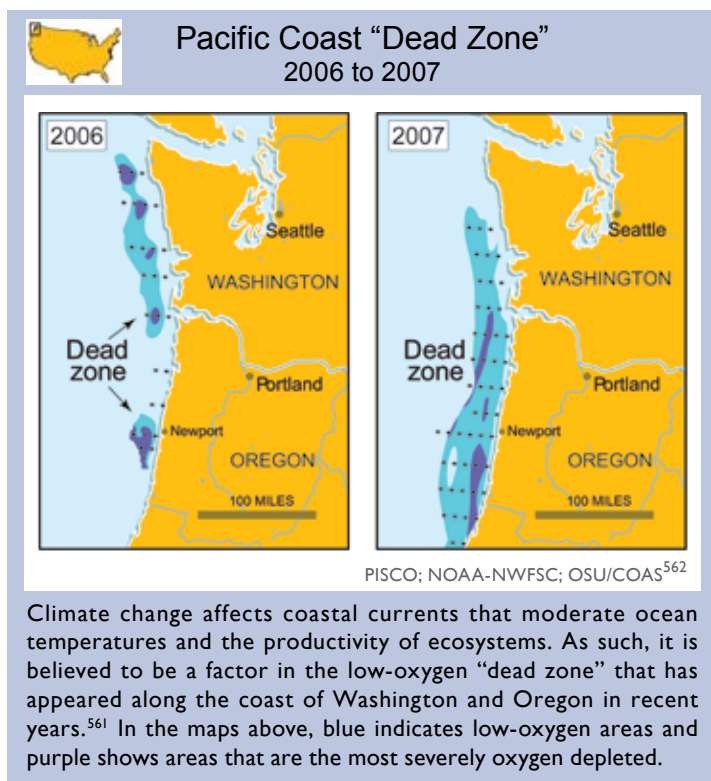 Pacific Coast “Dead Zone”
2006 to 2007
2006
Seattle
WASHINGTON
Dead
zone
Portland
Newport
OREGON
100 MILES
2007
Seattle
WASHINGTON
Dead
zone
Portland
Newport
OREGON
100 MILES
PISCO; NOAA-NWFSC; OSU/COAS562
Climate change affects coastal currents that moderate ocean
temperatures and the productivity of ecosystems. As such, it is
believed to be a factor in the low-oxygen “dead zone” that has
appeared along the coast of Washington and Oregon in recent
years.561 In the maps above, blue indicates low-oxygen areas and
purple shows areas that are the most severely oxygen depleted.